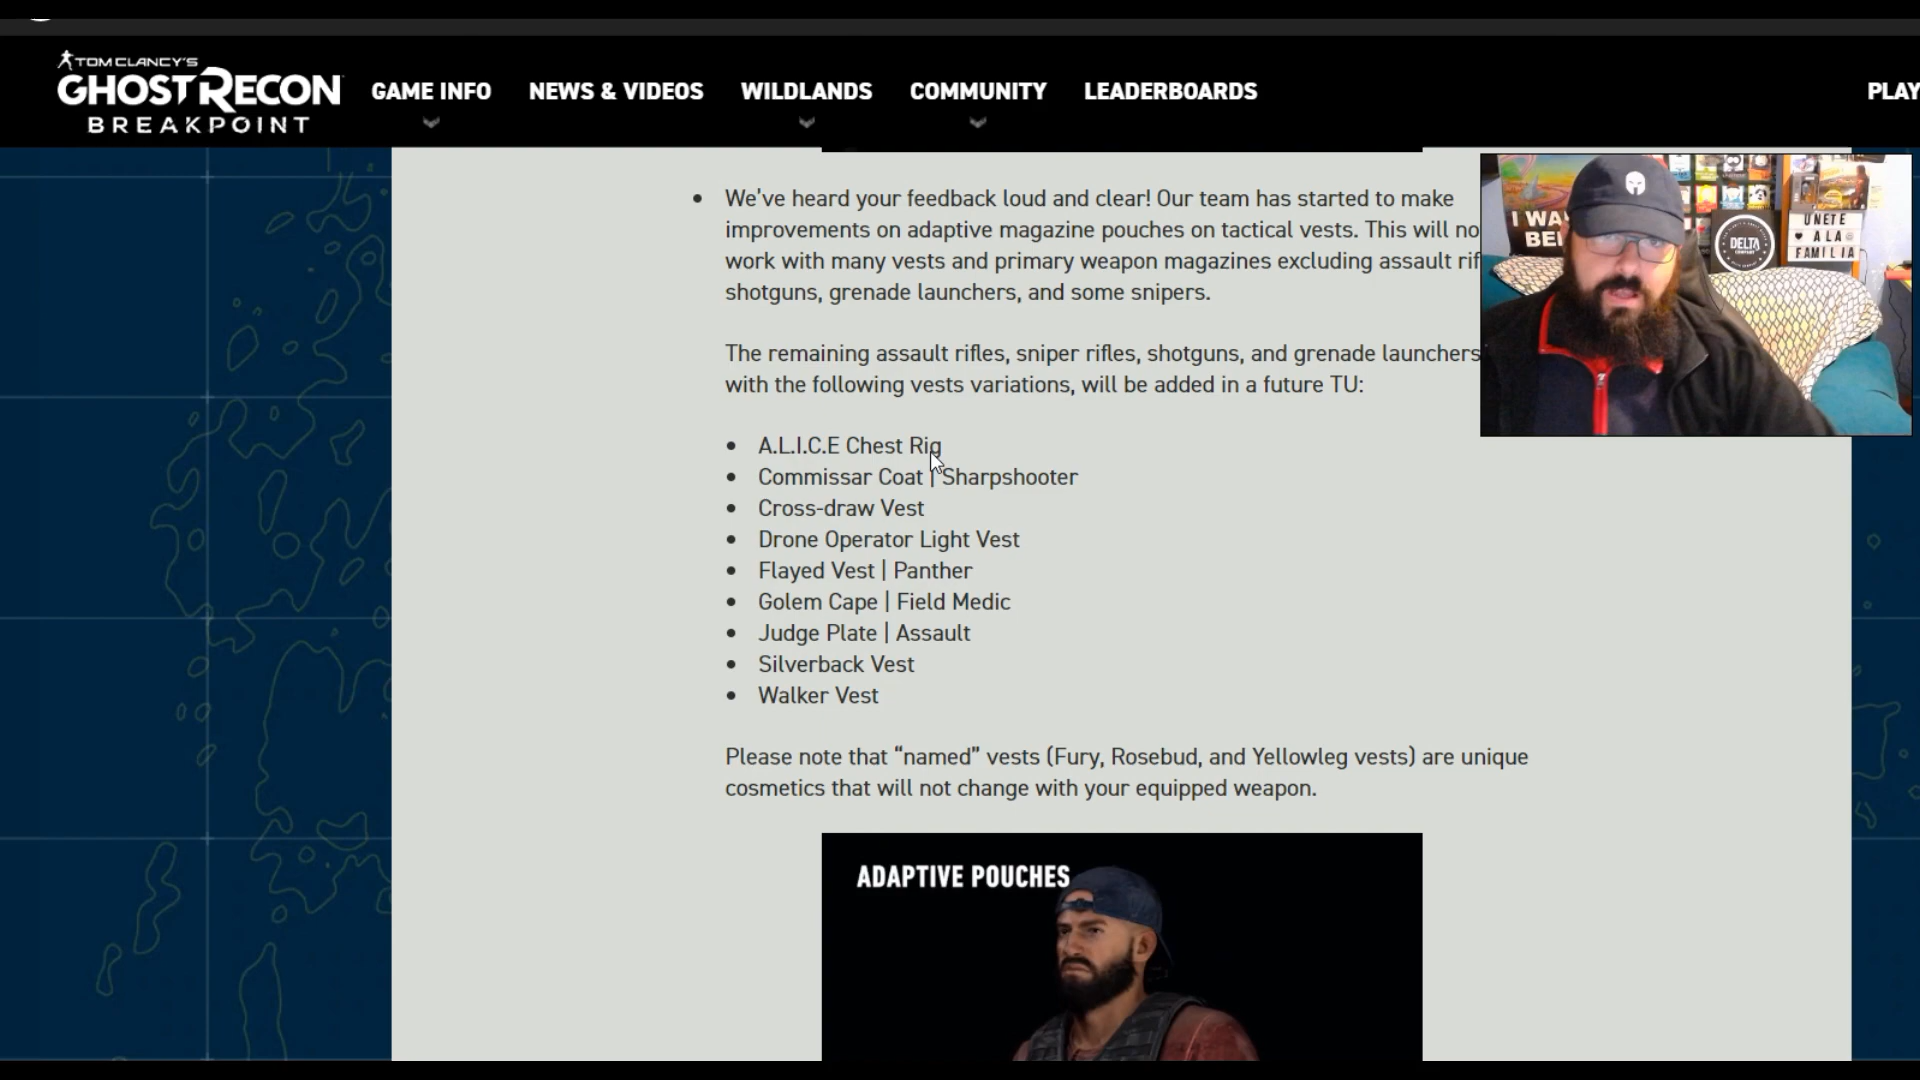 TOM CLANCY'S
GHOST RECON
BREAKPOINT
GAME INFO NEWS & VIDEOS WILDLANDS COMMUNITY LEADERBOARDS PLAY
We've heard your feedback loud and clear! Our team has started to make
improvements on adaptive magazine pouches on tactical vests. This will no
work with many vests and primary weapon magazines excluding assault rif
shotguns, grenade launchers, and some snipers.
The remaining assault rifles, sniper rifles, shotguns, and grenade launchers
with the following vests variations, will be added in a future TU:
A.L.I.C.E Chest Rig
Commissar Coat | Sharpshooter
Cross-draw Vest
Drone Operator Light Vest
Flayed Vest | Panther
Golem Cape | Field Medic
Judge Plate | Assault
Silverback Vest
Walker Vest
Please note that “named” vests (Fury, Rosebud, and Yellowleg vests) are unique
cosmetics that will not change with your equipped weapon.
ADAPTIVE POUCHES
I WA
BEL
DELTA
COMPANY
UNETE
♥ A LA
FAMILIA